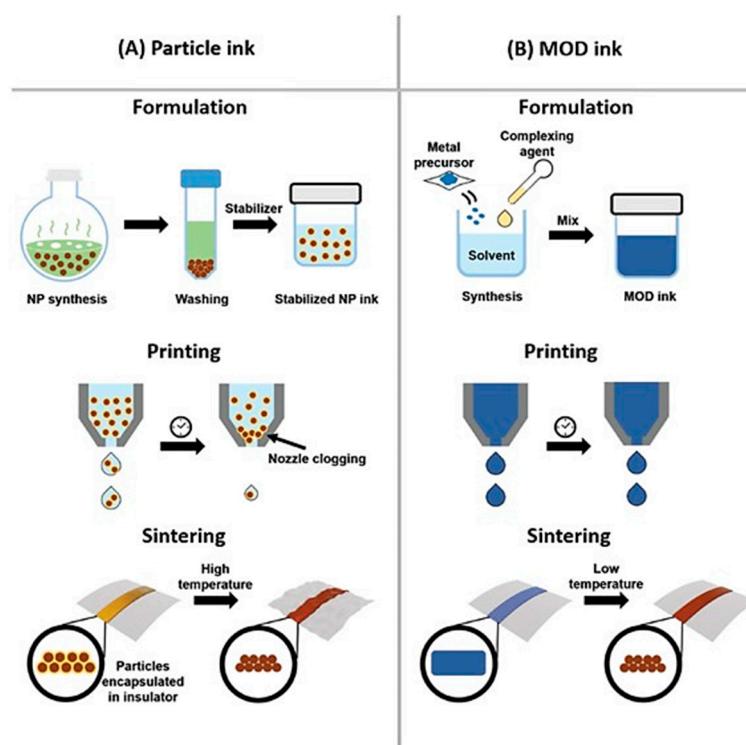 (A) Particle ink
(B) MOD ink
Formulation
Stabilizer
NP synthesis
Washing
Stabilized NP ink
Printing
Nozzle clogging
Sintering
High
temperature
Particles
encapsulated
in insulator
Formulation
Metal
precursor
Complexing
agent
Solvent
Mix
Synthesis
MOD ink
Printing
Sintering
Low
temperature